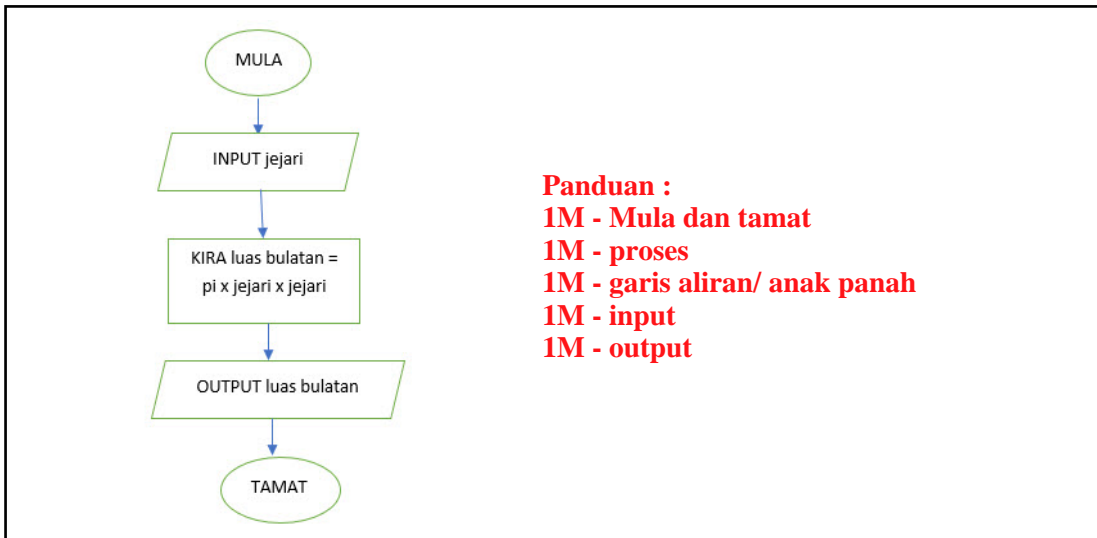 MULA
INPUT jejari
KIRA luas bulatan =
pi x jejari x jejari
OUTPUT luas bulatan
TAMAT
Panduan :
1M - Mula dan tamat
1M - proses
1M - garis aliran/ anak panah
1M - input
1M - output